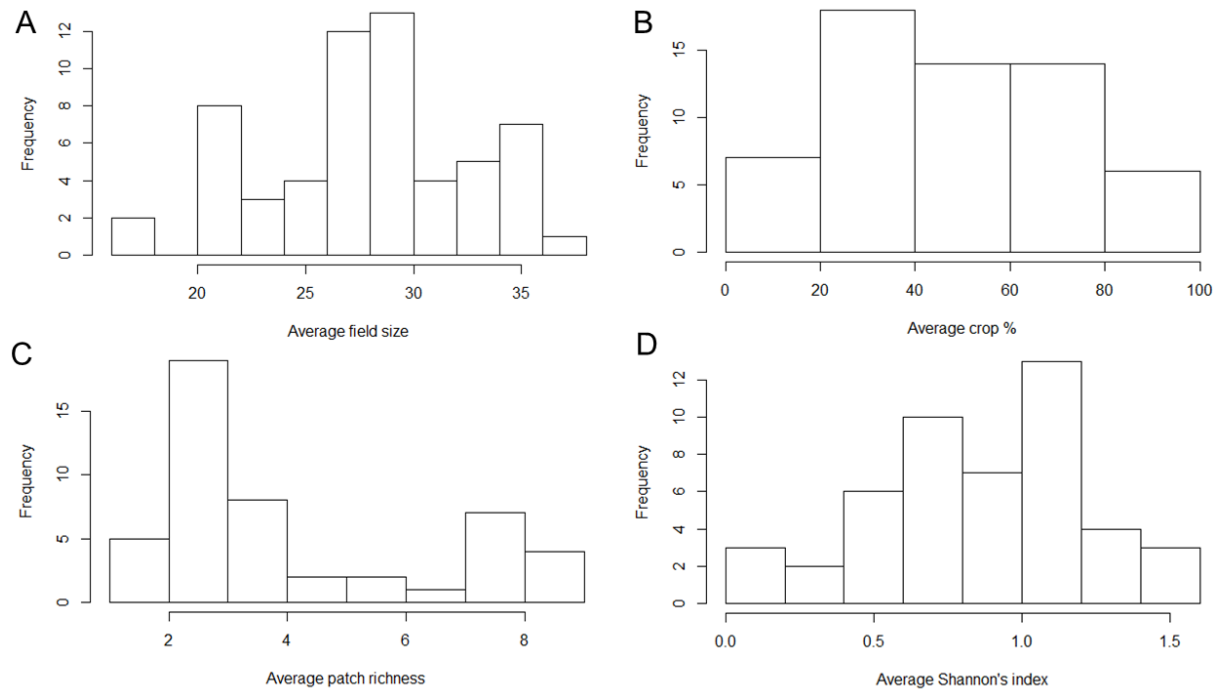 A
Frequency
0 2 4 6 8 10 12
20 25 30 35
Average field size
B
Frequency
0 5 10 15
0 20 40 60 80 100
Average crop %
C
Frequency
0 5 10 15
2 4 6 8
Average patch richness
D
Frequency
0 2 4 6 8 10 12
0.0 0.5 1.0 1.5
Average Shannon's index